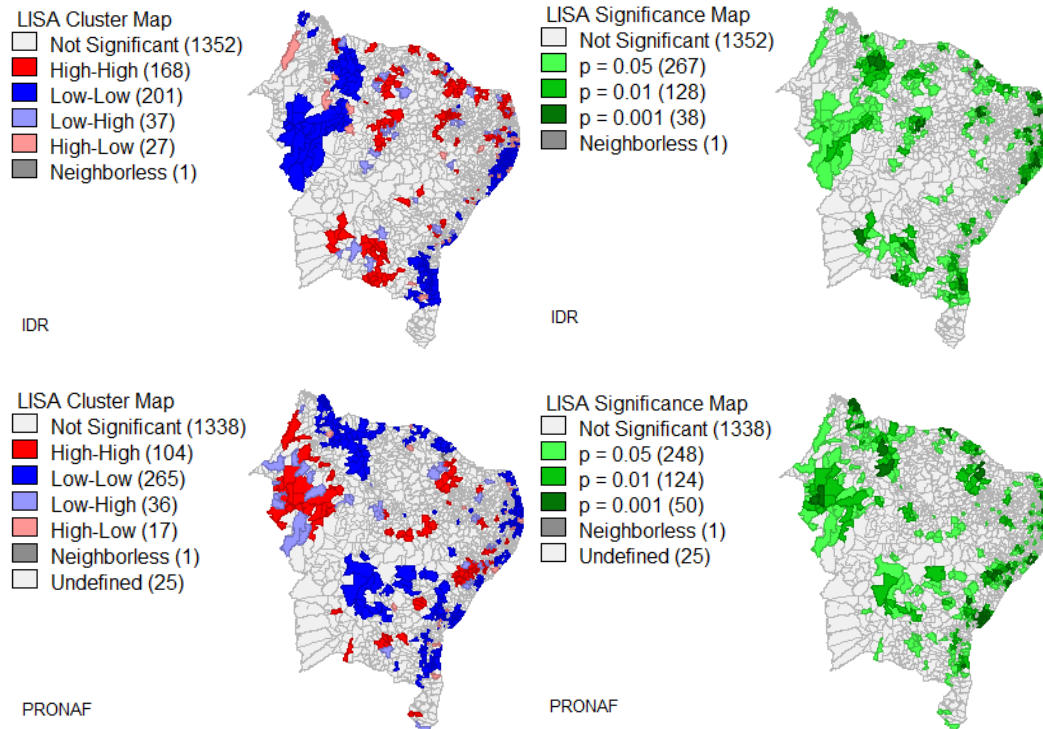 LISA Cluster Map
Not Significant (1352)
High-High (168)
Low-Low (201)
Low-High (37)
High-Low (27)
Neighborless (1)
IDR
LISA Significance Map
Not Significant (1352)
p = 0.05 (267)
p = 0.01 (128)
p = 0.001 (38)
Neighborless (1)
IDR
LISA Cluster Map
Not Significant (1338)
High-High (104)
Low-Low (265)
Low-High (36)
High-Low (17)
Neighborless (1)
Undefined (25)
PRONAF
LISA Significance Map
Not Significant (1338)
p = 0.05 (248)
p = 0.01 (124)
p = 0.001 (50)
Neighborless (1)
Undefined (25)
PRONAF